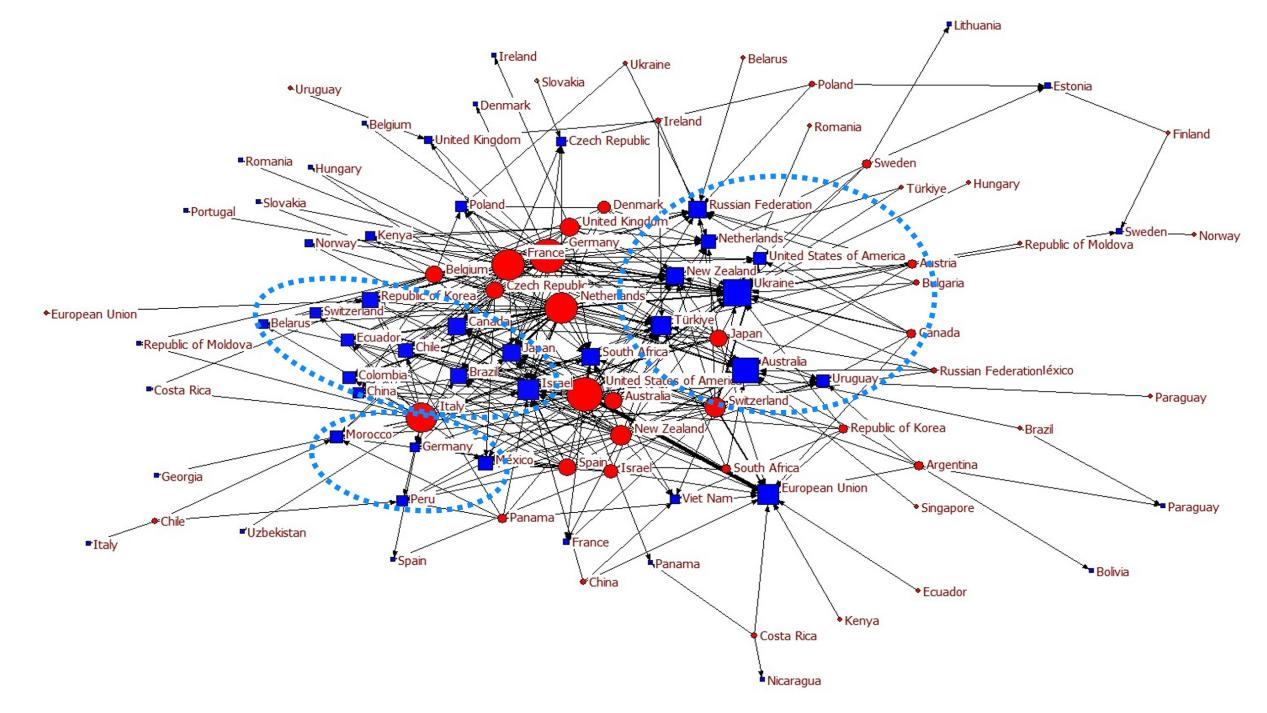 Lithuania
Ireland
Ukraine
Belarus
Slovakia
Poland
Estonia
Uruguay
Denmark
Belgium
Ireland
Romania
Finland
United Kingdom
Czech Republic
Romania
Hungary
Sweden
Türkiye
Hungary
Slovakia
Poland
Denmark
Russian Federation
Portugal
United Kingdom
Kenya
Norway
Germany
Netherlands
Sweden
Norway
Republic of Moldova
France
United States of America
Austria
Belgium
New Zealand
Ukraine
Bulgaria
Czech Republi
Republic of Korea
Netherlands
European Union
Switzerland
Belarus
Canada
Türkiye
Japan
Canada
Ecuador
Chile
Japan
South Africa
Republic of Moldova
Australia
Russian Federation
léxico
Colombia
Brazil
Uruguay
Costa Rica
China
Israel
United States of America
Australia
Paraguay
Italy
Switzerland
Morocco
New Zealand
Republic of Korea
Brazil
Germany
México
Spain
Israel
South Africa
Argentina
Georgia
European Union
Peru
Viet Nam
Singapore
Paraguay
Chile
Panama
Uzbekistan
Italy
France
Spain
Panama
Bolivia
China
Ecuador
Kenya
Costa Rica
Nicaragua